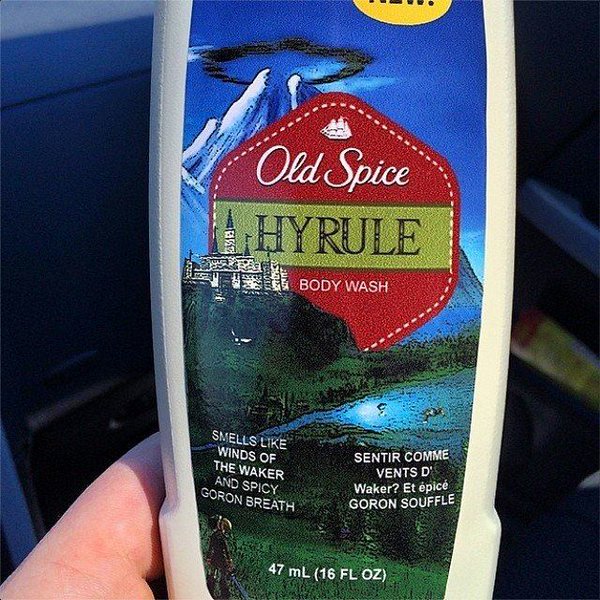 NEW!
Old Spice
HYRULE
BODY WASH
SMELLS LIKE
WINDS OF
THE WAKER
AND SPICY
GORON BREATH
SENTIR COMME
VENTS D'
Waker? Et épicé
GORON SOUFFLE
47 mL (16 FL OZ)